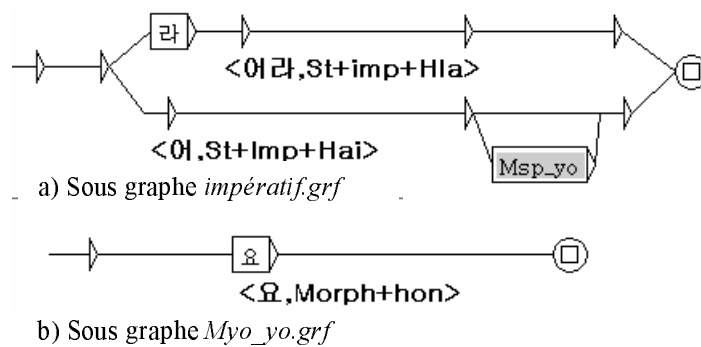 라
<어라,St+imp+Hla>
<어,St+Imp+Hai>
Msp_yo
a) Sous graphe impératif.grf
요
<요,Morph+hon>
b) Sous graphe Myo_yo.grf